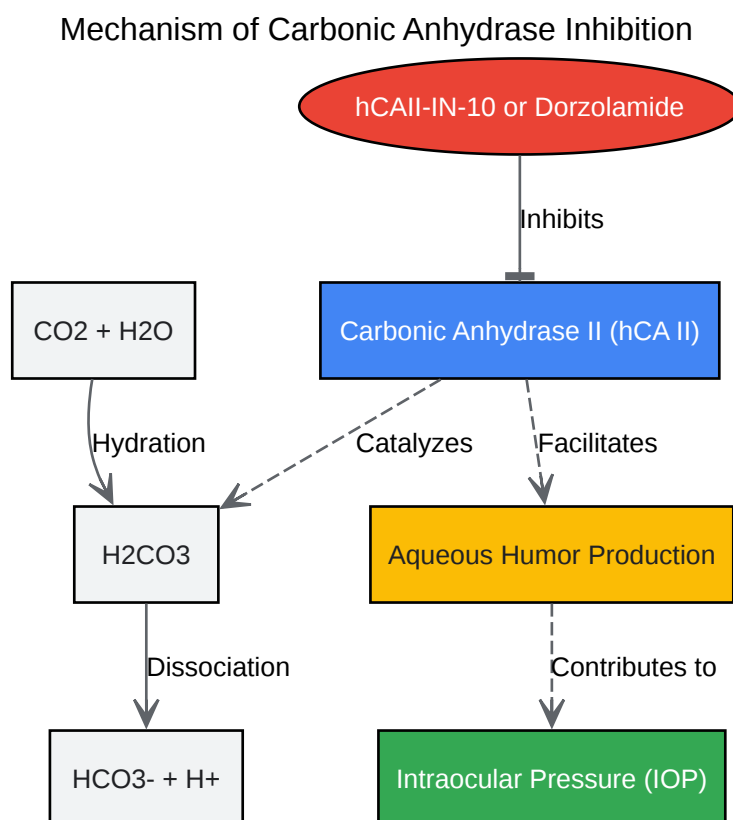 Mechanism of Carbonic Anhydrase Inhibition
hCAII-IN-10 or Dorzolamide
Inhibits
CO2 + H2O
Carbonic Anhydrase II (hCA II)
Hydration
Catalyzes
Facilitates
H2CO3
Aqueous Humor Production
Dissociation
Contributes to
HCO3- + H+
Intraocular Pressure (IOP)